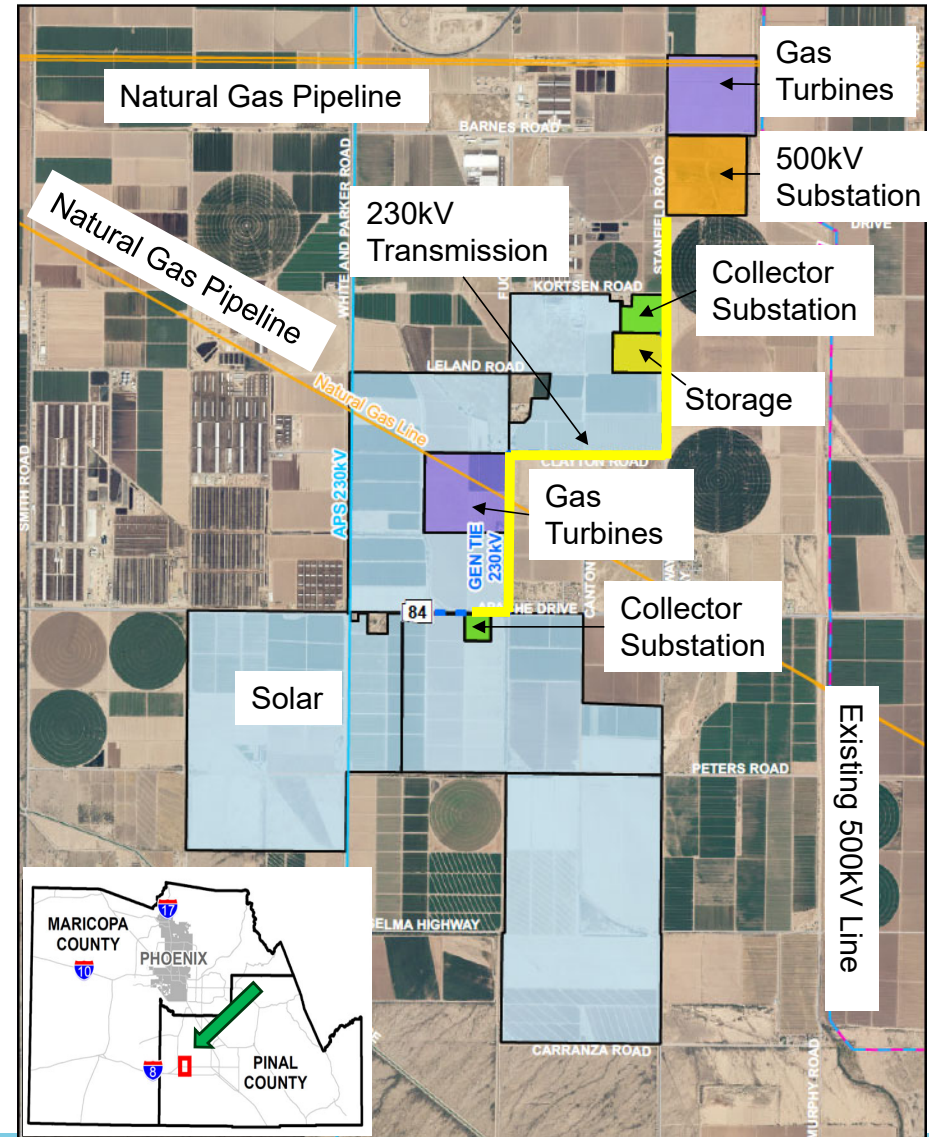 Natural Gas Pipeline
Gas
Turbines
BARNES ROAD
500kV
Substation
DRIVE
WHITE AND PARKER ROAD
STANFIELD ROAD
230kV
Transmission
Natural Gas Pipeline
KORTSEN ROAD
Collector
Substation
LELAND ROAD
Natural Gas Line
Storage
SMITH ROAD
APS 230kV
CLAYTON ROAD
Gas
Turbines
GEN TIE
230kV
CANTON
84
DRIVE
Collector
Substation
Solar
Existing 500kV Line
PETERS ROAD
SELMA HIGHWAY
CARRANZA ROAD
MURPHY ROAD
17
MARICOPA
COUNTY
PHOENIX
10
8
PINAL
COUNTY